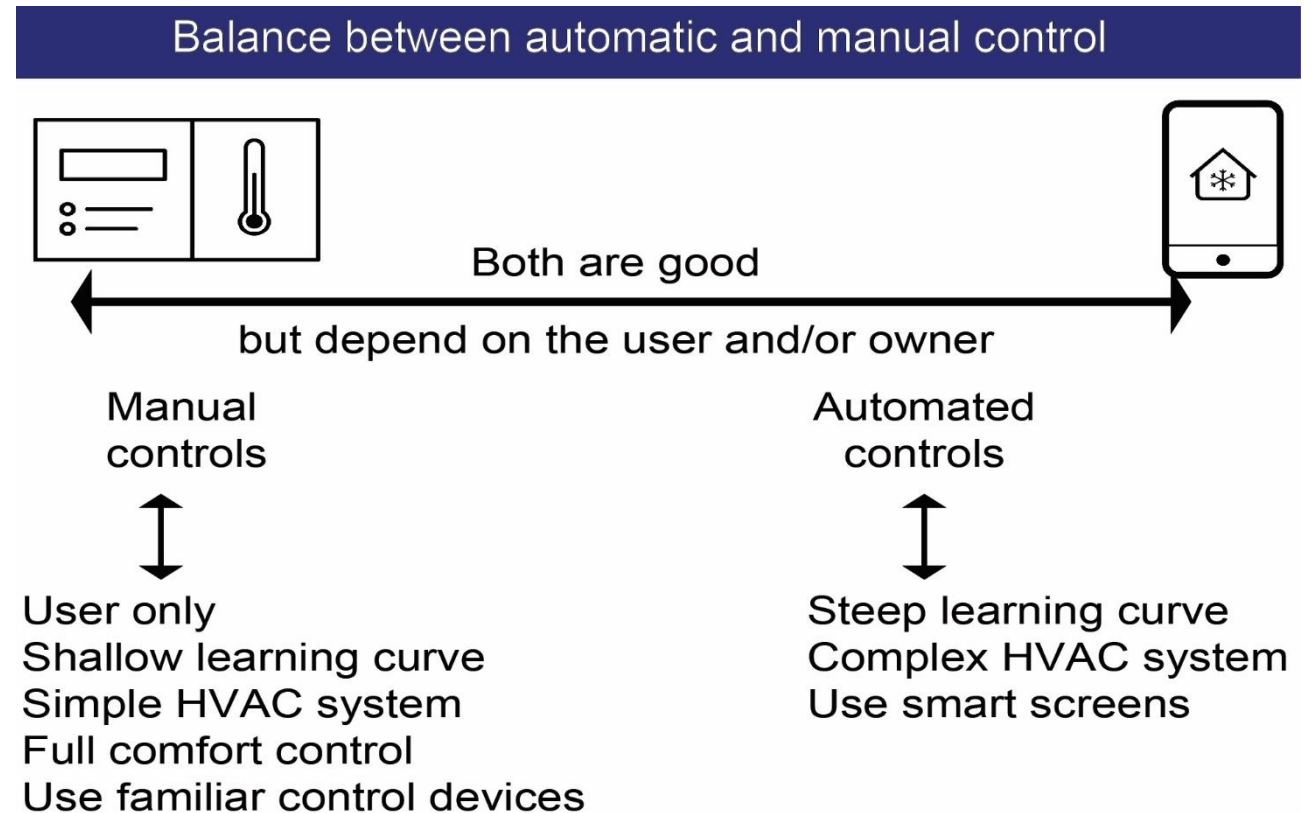 Balance between automatic and manual control
Both are good
but depend on the user and/or owner
Manual
controls
User only
Shallow learning curve
Simple HVAC system
Full comfort control
Use familiar control devices
Automated
controls
Steep learning curve
Complex HVAC system
Use smart screens